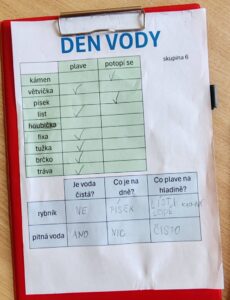 DEN VODY
skupina 6
plave potopí se
kámen ✓
větvička ✓
písek ✓
list ✓
houbička
fixa ✓
tužka ✓
brčko ✓
tráva ✓
Je voda čistá? Co je na dně? Co plave na hladině?
rybník NE PÍSEK LISTÍ
pitná voda ANO NIC ČISTO